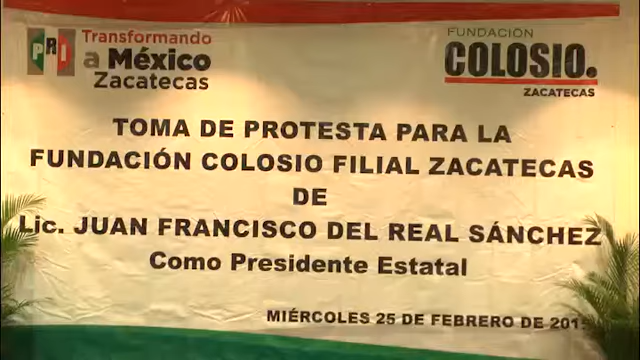 PRI
Transformando
a México
Zacatecas
FUNDACIÓN
COLOSIO.
ZACATECAS
TOMA DE PROTESTA PARA LA
FUNDACIÓN COLOSIO FILIAL ZACATECAS
DE
Lic. JUAN FRANCISCO DEL REAL SÁNCHEZ
Como Presidente Estatal
MIÉRCOLES 25 DE FEBRERO DE 2015